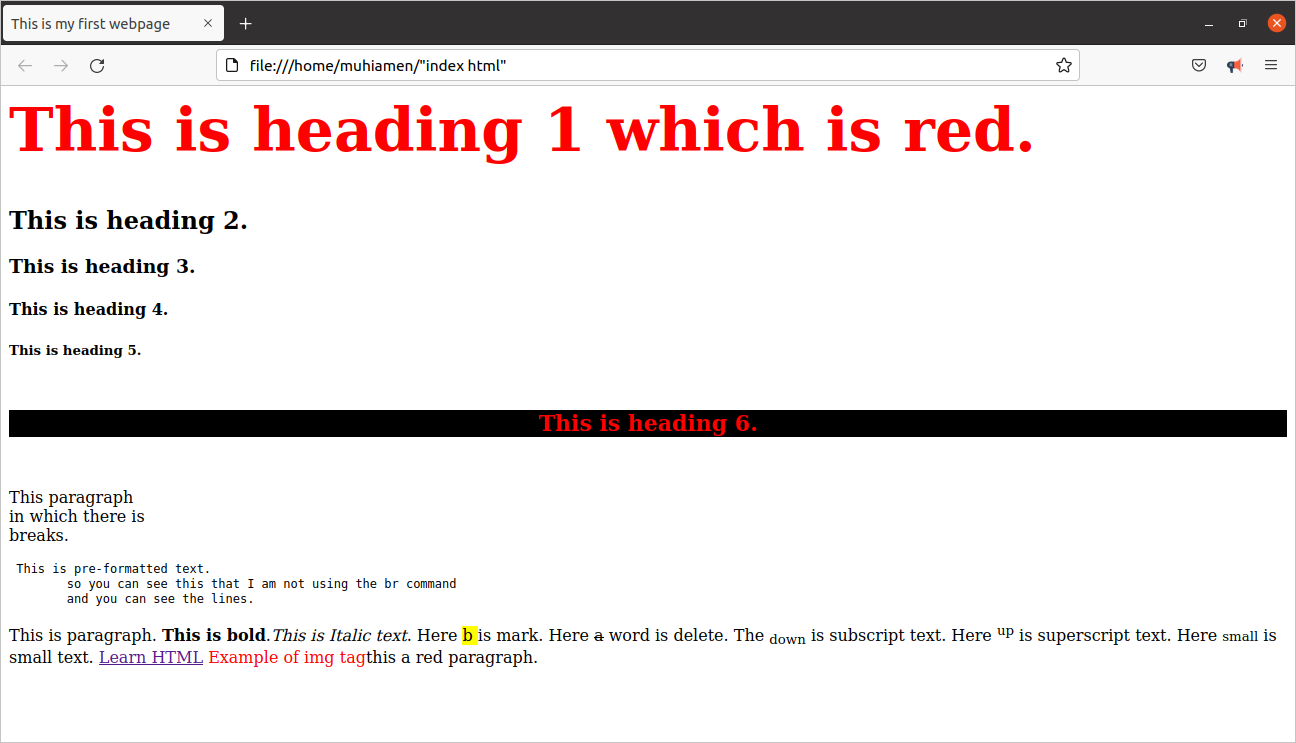 This is my first webpage
file:///home/muhiamen/"index html"
This is heading 1 which is red.
This is heading 2.
This is heading 3.
This is heading 4.
This is heading 5.
This is heading 6.
This paragraph
in which there is
breaks.
This is pre-formatted text.
so you can see this that I am not using the br command
and you can see the lines.
This is paragraph. This is bold.This is Italic text. Here b is mark. Here a word is delete. The down is subscript text. Here up is superscript text. Here small is
small text. Learn HTML Example of img tagthis a red paragraph.